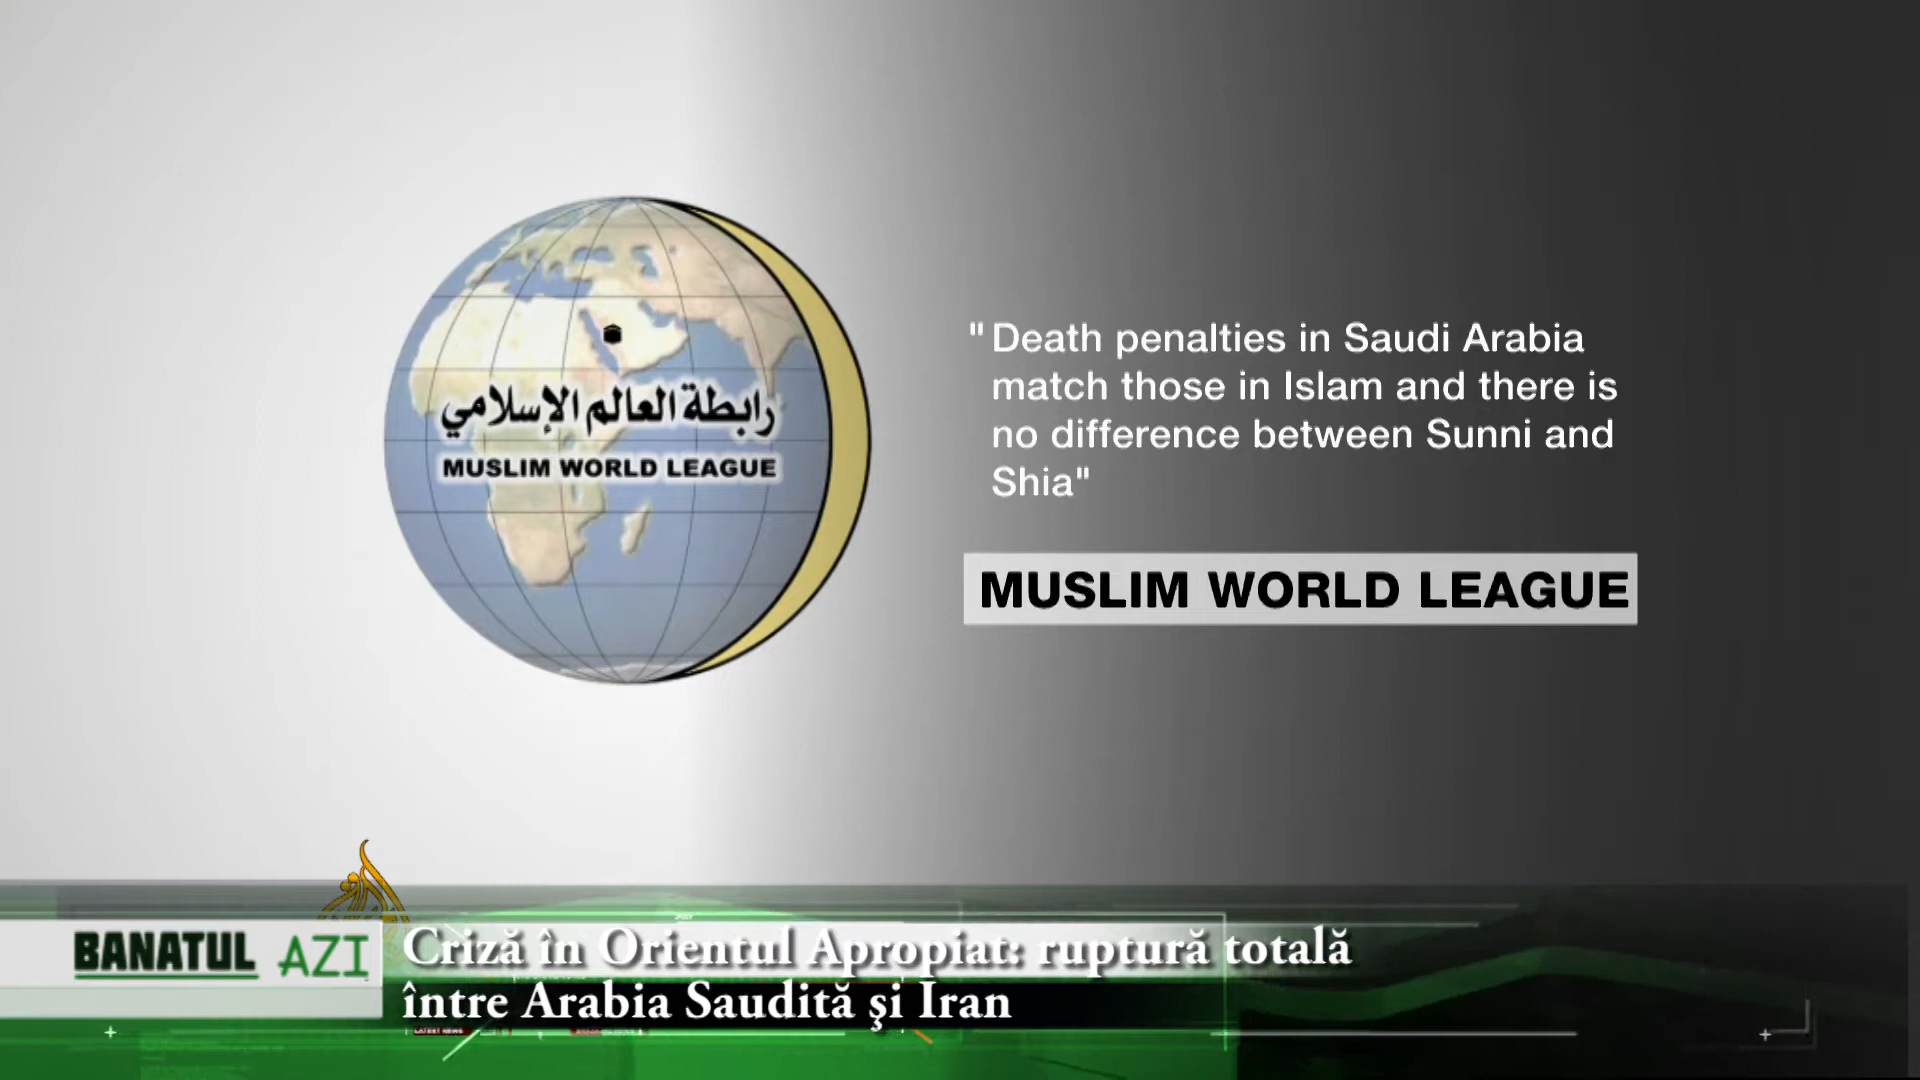 رابطة العالم الإسلامي
MUSLIM WORLD LEAGUE
"Death penalties in Saudi Arabia
match those in Islam and there is
no difference between Sunni and
Shia"
MUSLIM WORLD LEAGUE
BANATUL AZI
Criză în Orientul Apropiat: ruptură totală
între Arabia Saudită şi Iran
LATEST NEWS